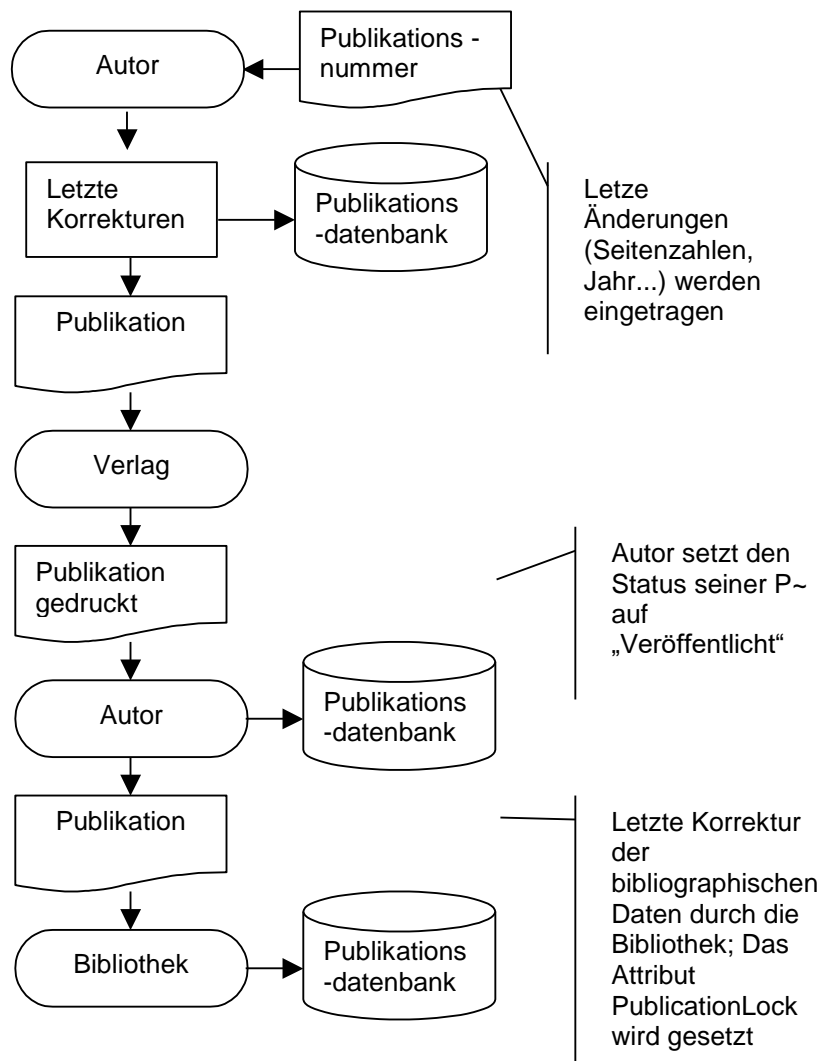 Autor
Publikations -
nummer
Letzte
Korrekturen
Publikations
-datenbank
Letze
Änderungen
(Seitenzahlen,
Jahr...) werden
eingetragen
Publikation
Verlag
Publikation
gedruckt
Autor setzt den
Status seiner P~
auf
„Veröffentlicht“
Autor
Publikations
-datenbank
Publikation
Letzte Korrektur
der
bibliographischen
Daten durch die
Bibliothek; Das
Attribut
PublicationLock
wird gesetzt
Bibliothek
Publikations
-datenbank